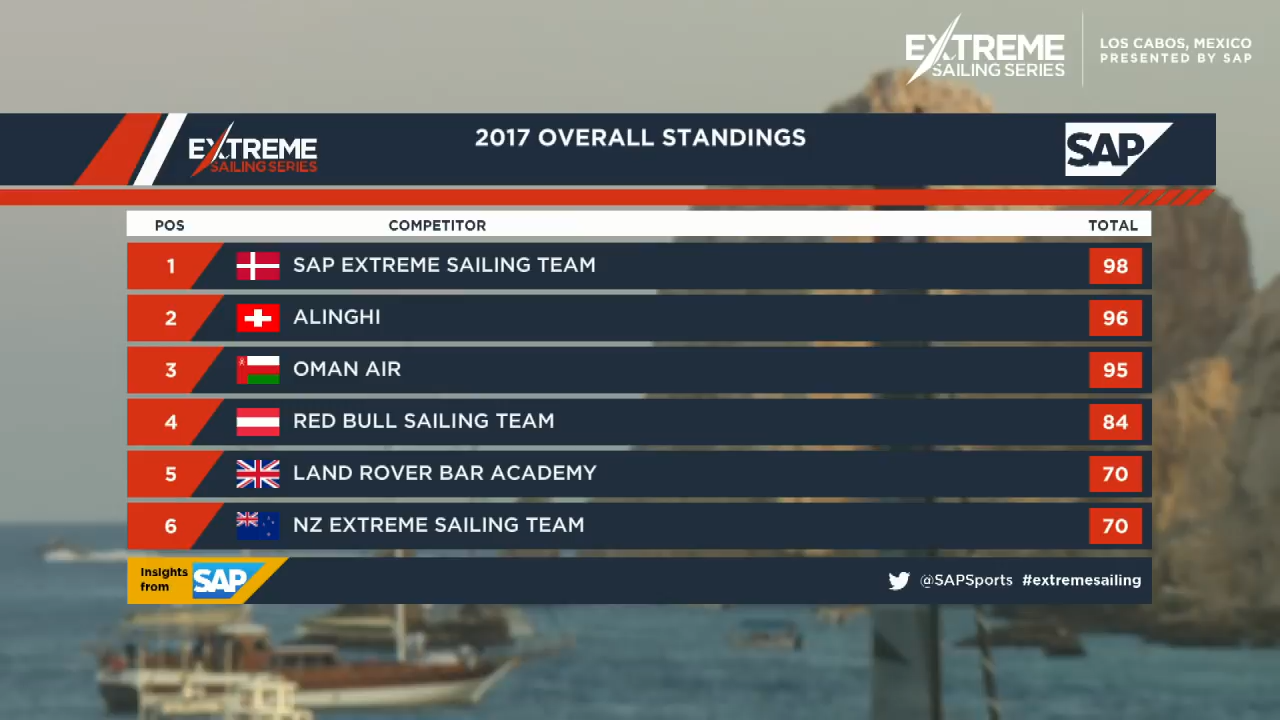 EXTREME
SAILING SERIES
LOS CABOS, MEXICO
PRESENTED BY SAP
EXTREME
SAILING SERIES
2017 OVERALL STANDINGS
SAP
POS COMPETITOR TOTAL
1 SAP EXTREME SAILING TEAM 98
2 ALINGHI 96
3 OMAN AIR 95
4 RED BULL SAILING TEAM 84
5 LAND ROVER BAR ACADEMY 70
6 NZ EXTREME SAILING TEAM 70
Insights
from
SAP
@SAPSports #extremesailing